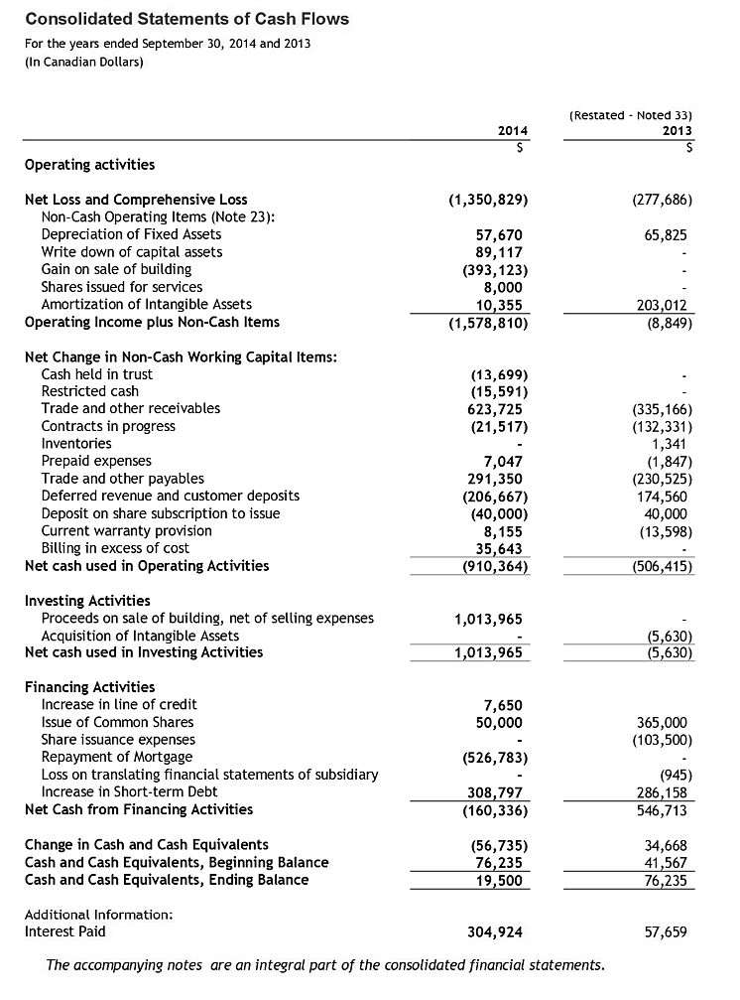 Consolidated Statements of Cash Flows
For the years ended September 30, 2014 and 2013
(In Canadian Dollars)
(Restated - Noted 33)
2014 2013
$ $
Operating activities
Net Loss and Comprehensive Loss (1,350,829) (277,686)
Non-Cash Operating Items (Note 23):
Depreciation of Fixed Assets 57,670 65,825
Write down of capital assets 89,117 -
Gain on sale of building (393,123) -
Shares issued for services 8,000 -
Amortization of Intangible Assets 10,355 203,012
Operating Income plus Non-Cash Items (1,578,810) (8,849)
Net Change in Non-Cash Working Capital Items:
Cash held in trust (13,699) -
Restricted cash (15,591) -
Trade and other receivables 623,725 (335,166)
Contracts in progress (21,517) (132,331)
Inventories - 1,341
Prepaid expenses 7,047 (1,847)
Trade and other payables 291,350 (230,525)
Deferred revenue and customer deposits (206,667) 174,560
Deposit on share subscription to issue (40,000) 40,000
Current warranty provision 8,155 (13,598)
Billing in excess of cost 35,643 -
Net cash used in Operating Activities (910,364) (506,415)
Investing Activities
Proceeds on sale of building, net of selling expenses 1,013,965 -
Acquisition of Intangible Assets - (5,630)
Net cash used in Investing Activities 1,013,965 (5,630)
Financing Activities
Increase in line of credit 7,650
Issue of Common Shares 50,000 365,000
Share issuance expenses - (103,500)
Repayment of Mortgage (526,783) -
Loss on translating financial statements of subsidiary - (945)
Increase in Short-term Debt 308,797 286,158
Net Cash from Financing Activities (160,336) 546,713
Change in Cash and Cash Equivalents (56,735) 34,668
Cash and Cash Equivalents, Beginning Balance 76,235 41,567
Cash and Cash Equivalents, Ending Balance 19,500 76,235
Additional Information:
Interest Paid 304,924 57,659
The accompanying notes are an integral part of the consolidated financial statements.